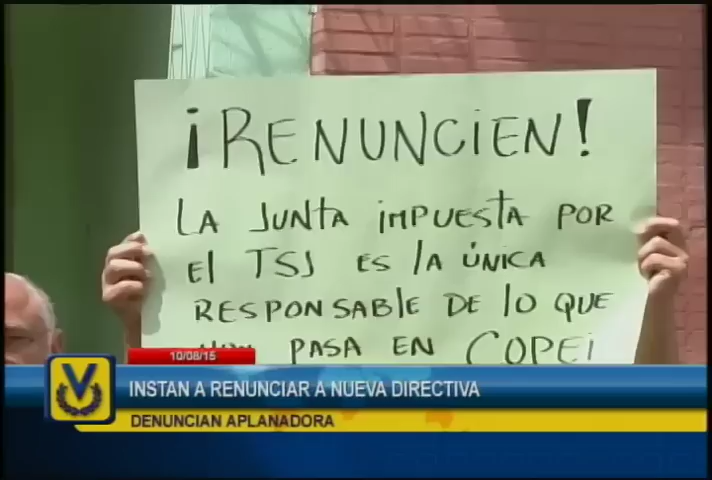 ¡RENUNCIEN!
LA JUNTA IMPUESTA POR
El TSJ ES lA ÚNICA
RESPONSABlE DE lO QUE
PASA EN COPEI
10/08/15
V
INSTAN A RENUNCIAR A NUEVA DIRECTIVA
DENUNCIAN APLANADORA